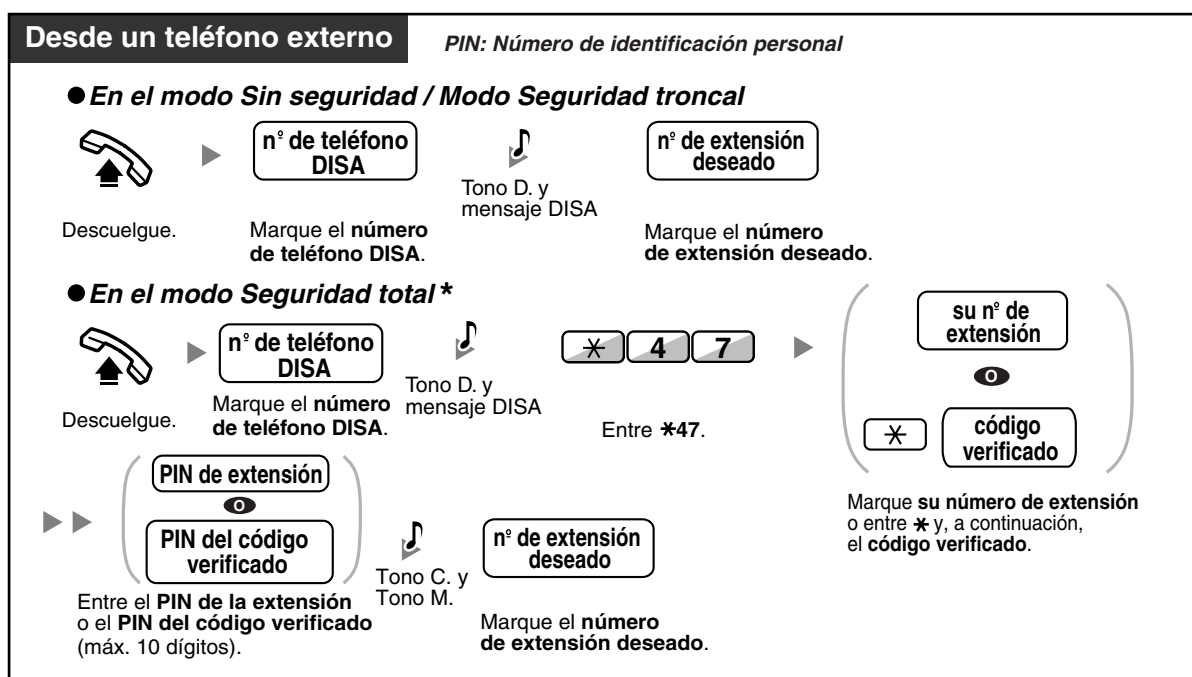 Desde un teléfono externo
PIN: Número de identificación personal
● En el modo Sin seguridad / Modo Seguridad troncal
nº de teléfono
DISA
nº de extensión
deseado
Tono D. y
mensaje DISA
Descuelgue.
Marque el número
de teléfono DISA.
Marque el número
de extensión deseado.
● En el modo Seguridad total *
nº de teléfono
DISA
Tono D. y
mensaje DISA
* 4 7
su nº de
extensión
o
* código
verificado
Descuelgue.
Marque el número
de teléfono DISA.
Entre *47.
Marque su número de extensión
o entre * y, a continuación,
el código verificado.
PIN de extensión
o
PIN del código
verificado
Tono C. y
Tono M.
nº de extensión
deseado
Entre el PIN de la extensión
o el PIN del código verificado
(máx. 10 dígitos).
Marque el número
de extensión deseado.